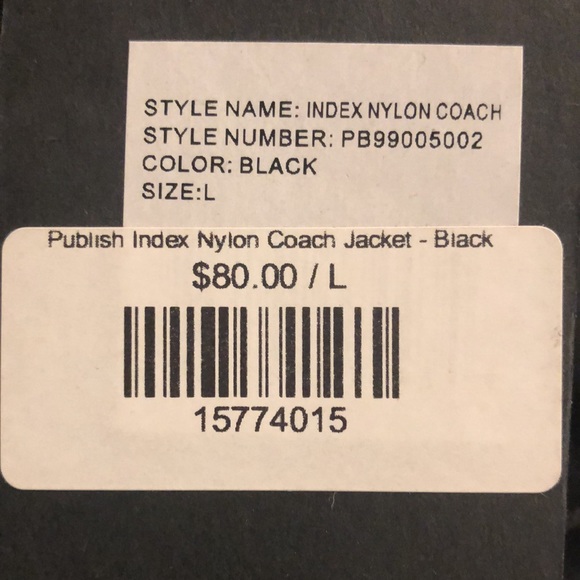 STYLE NAME: INDEX NYLON COACH
STYLE NUMBER: PB99005002
COLOR: BLACK
SIZE:L
Publish Index Nylon Coach Jacket - Black
$80.00 / L
15774015